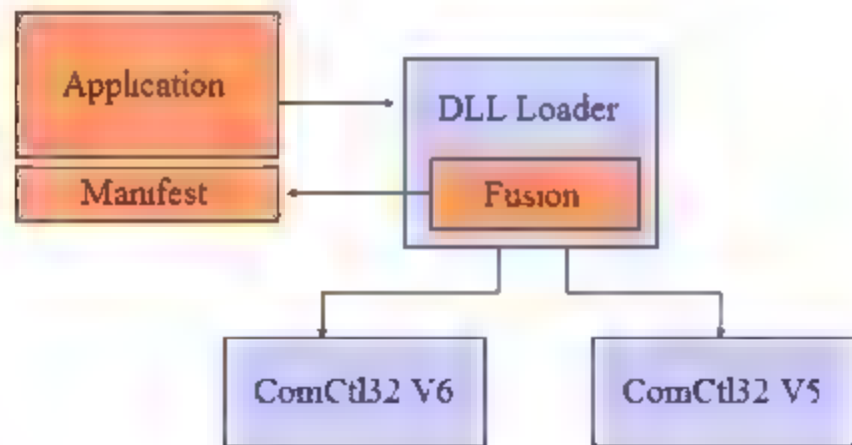 Application
DLL Loader
Manifest
Fusion
ComCtl32 V6
ComCtl32 V5